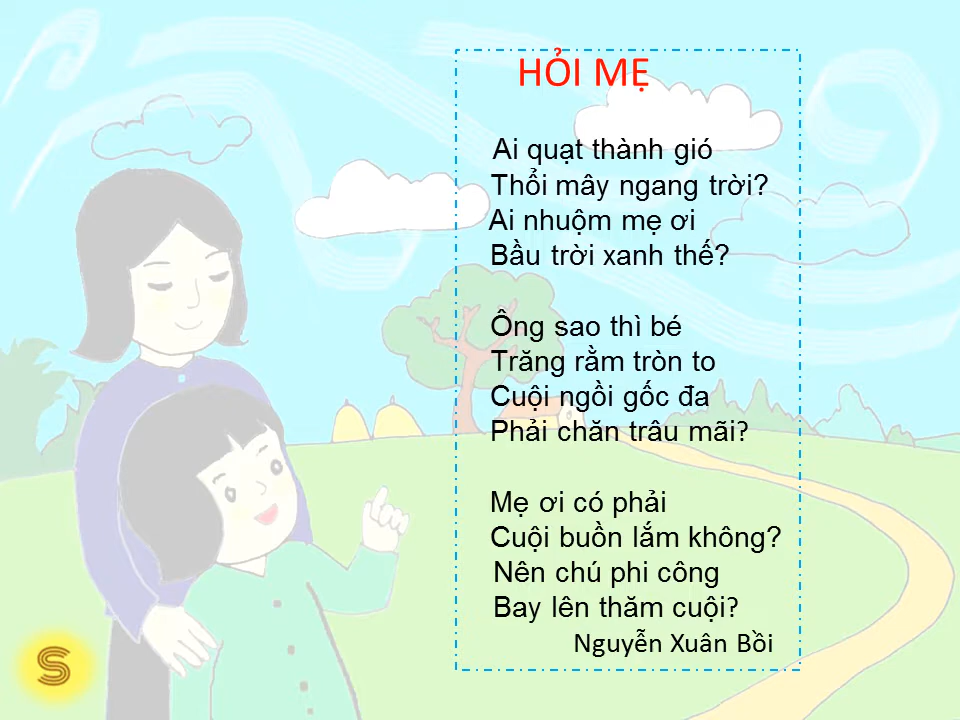 HỎI MẸ
Ai quạt thành gió
Thổi mây ngang trời?
Ai nhuộm mẹ ơi
Bầu trời xanh thế?
Ông sao thì bé
Trăng rằm tròn to
Cuội ngồi gốc đa
Phải chăn trâu mãi?
Mẹ ơi có phải
Cuội buồn lắm không?
Nên chú phi công
Bay lên thăm cuội?
Nguyễn Xuân Bồi
S